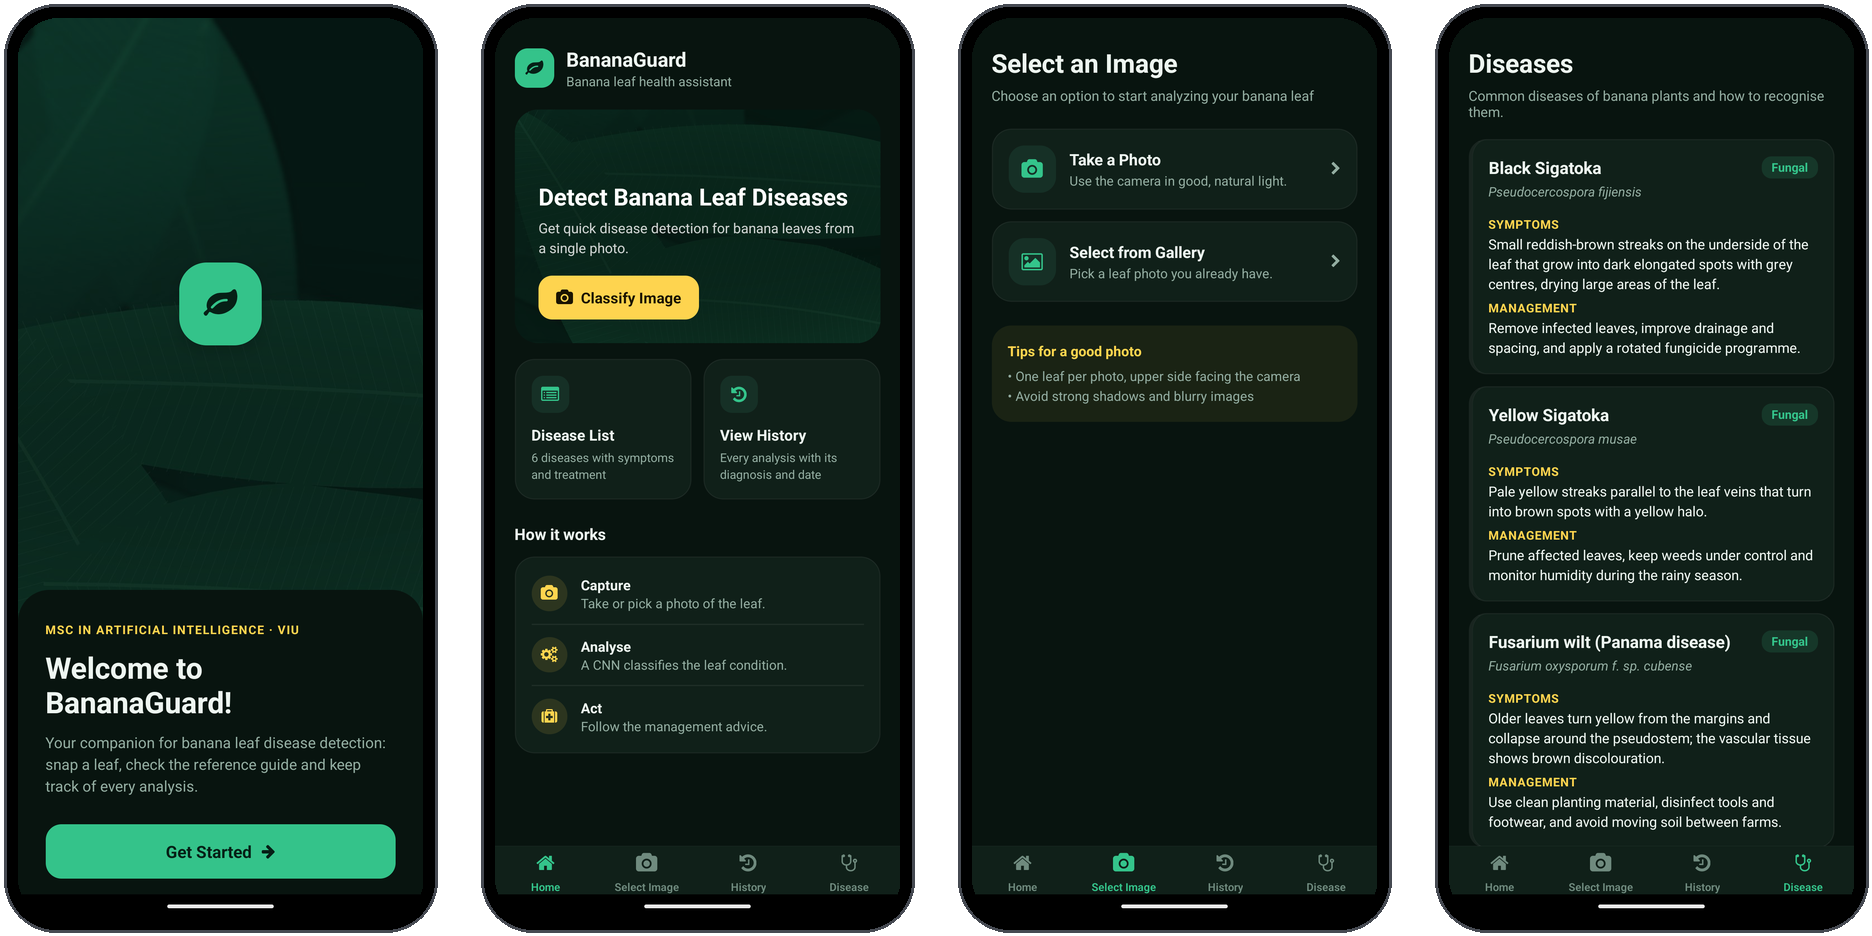 MSC IN ARTIFICIAL INTELLIGENCE · VIU
Welcome to
BananaGuard!
Your companion for banana leaf disease detection:
snap a leaf, check the reference guide and keep
track of every analysis.
Get Started
BananaGuard
Banana leaf health assistant
Detect Banana Leaf Diseases
Get quick disease detection for banana leaves from
a single photo.
Classify Image
Disease List
6 diseases with symptoms
and treatment
View History
Every analysis with its
diagnosis and date
How it works
Capture
Take or pick a photo of the leaf.
Analyse
A CNN classifies the leaf condition.
Act
Follow the management advice.
Home
Select Image
History
Disease
Select an Image
Choose an option to start analyzing your banana leaf
Take a Photo
Use the camera in good, natural light.
Select from Gallery
Pick a leaf photo you already have.
Tips for a good photo
• One leaf per photo, upper side facing the camera
• Avoid strong shadows and blurry images
Home
Select Image
History
Disease
Diseases
Common diseases of banana plants and how to recognise
them.
Black Sigatoka
Fungal
Pseudocercospora fijiensis
SYMPTOMS
Small reddish-brown streaks on the underside of the
leaf that grow into dark elongated spots with grey
centres, drying large areas of the leaf.
MANAGEMENT
Remove infected leaves, improve drainage and
spacing, and apply a rotated fungicide programme.
Yellow Sigatoka
Fungal
Pseudocercospora musae
SYMPTOMS
Pale yellow streaks parallel to the leaf veins that turn
into brown spots with a yellow halo.
MANAGEMENT
Prune affected leaves, keep weeds under control and
monitor humidity during the rainy season.
Fusarium wilt (Panama disease)
Fungal
Fusarium oxysporum f. sp. cubense
SYMPTOMS
Older leaves turn yellow from the margins and
collapse around the pseudostem; the vascular tissue
shows brown discolouration.
MANAGEMENT
Use clean planting material, disinfect tools and
footwear, and avoid moving soil between farms.
Home
Select Image
History
Disease